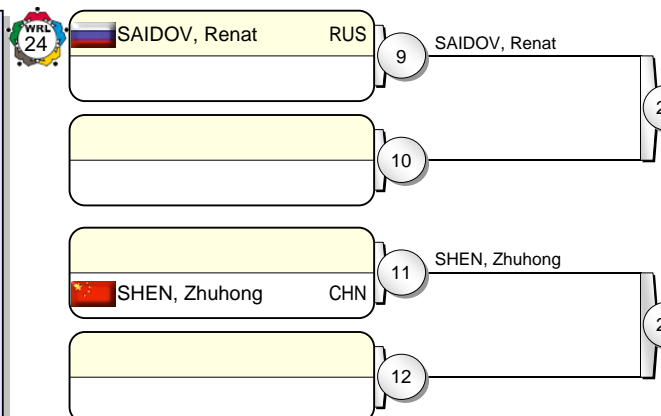 WRL
24
SAIDOV, Renat RUS
9
SAIDOV, Renat
10
SHEN, Zhuhong CHN
11
SHEN, Zhuhong
12